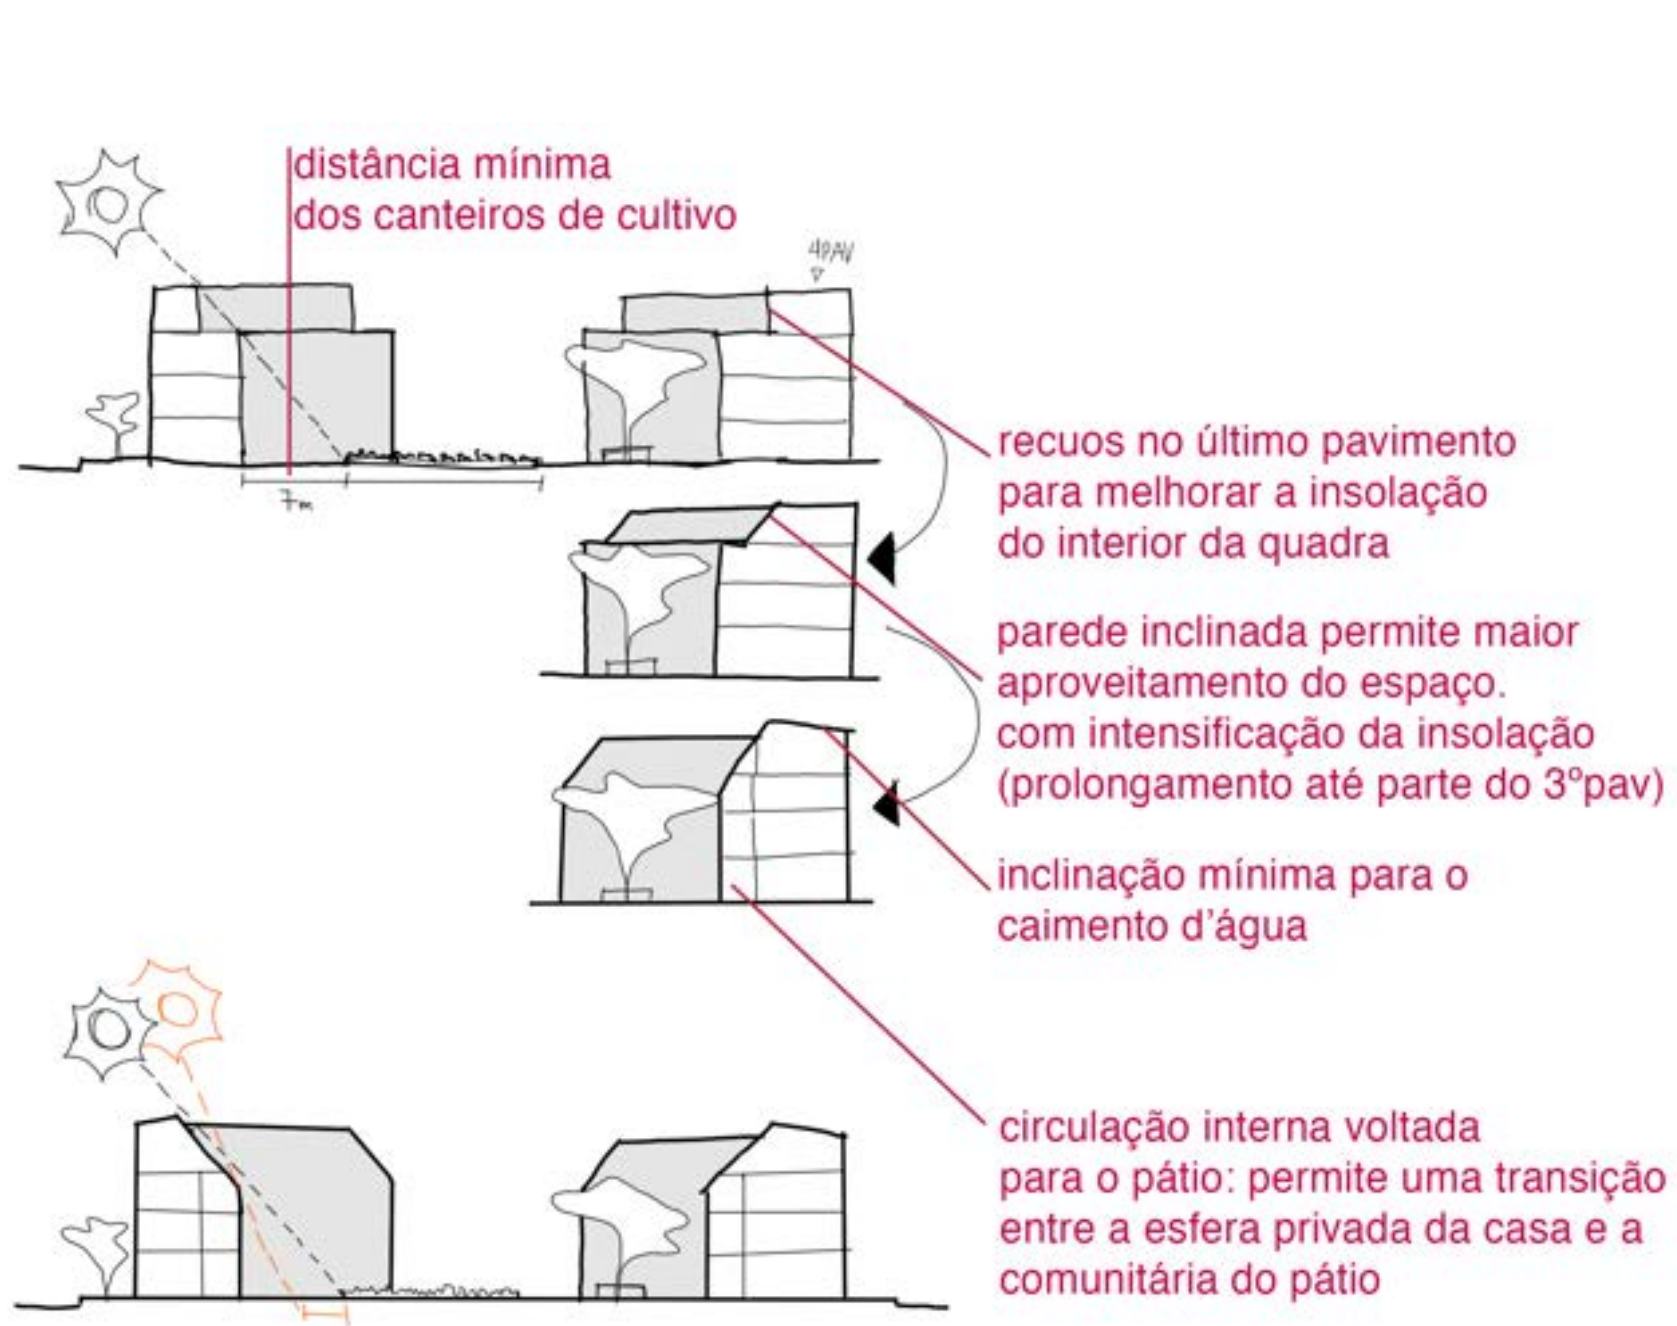 distância mínima
dos canteiros de cultivo
4PAV
7m
recuos no último pavimento
para melhorar a insolação
do interior da quadra
parede inclinada permite maior
aproveitamento do espaço.
com intensificação da insolação
(prolongamento até parte do 3ºpav)
inclinação mínima para o
caimento d'água
circulação interna voltada
para o pátio: permite uma transição
entre a esfera privada da casa e a
comunitária do pátio